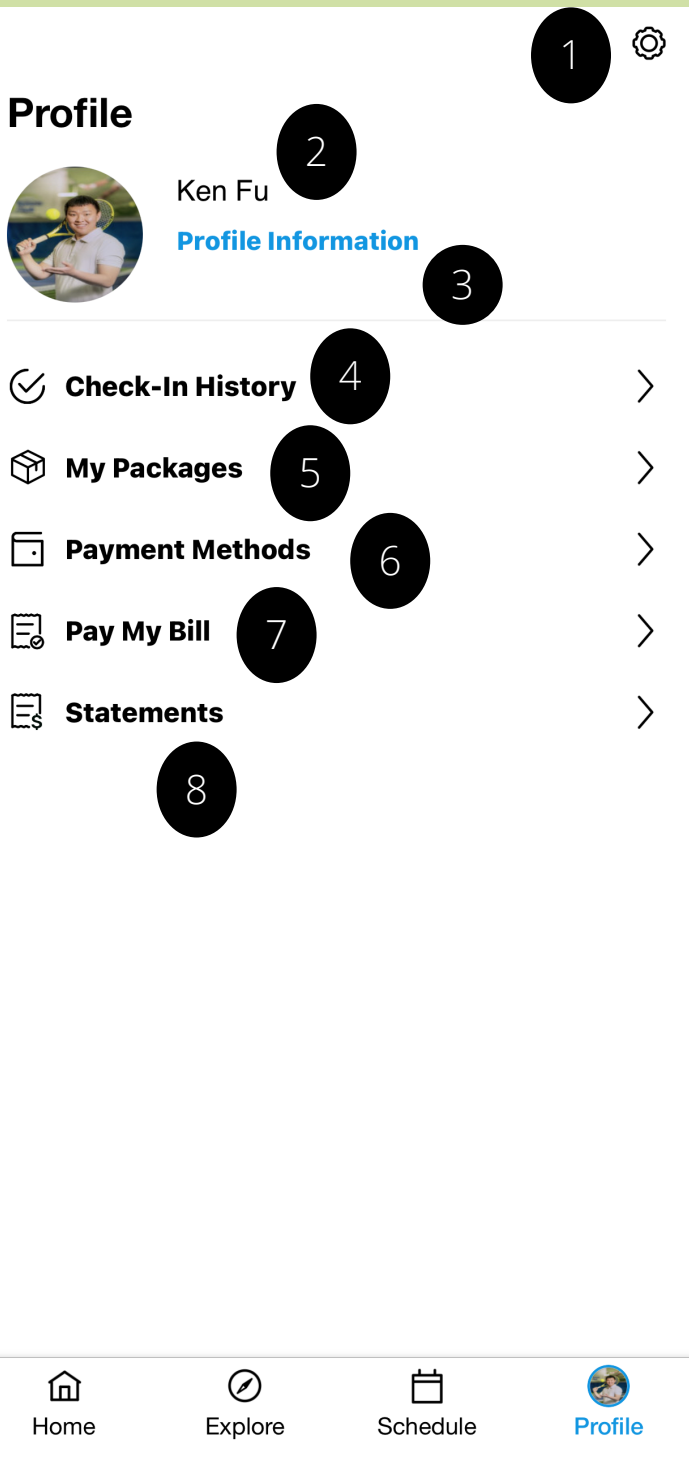 1
Profile
2
Ken Fu
Profile Information
3
Check-In History
4
My Packages
5
Payment Methods
6
Pay My Bill
7
Statements
8
Home
Explore
Schedule
Profile